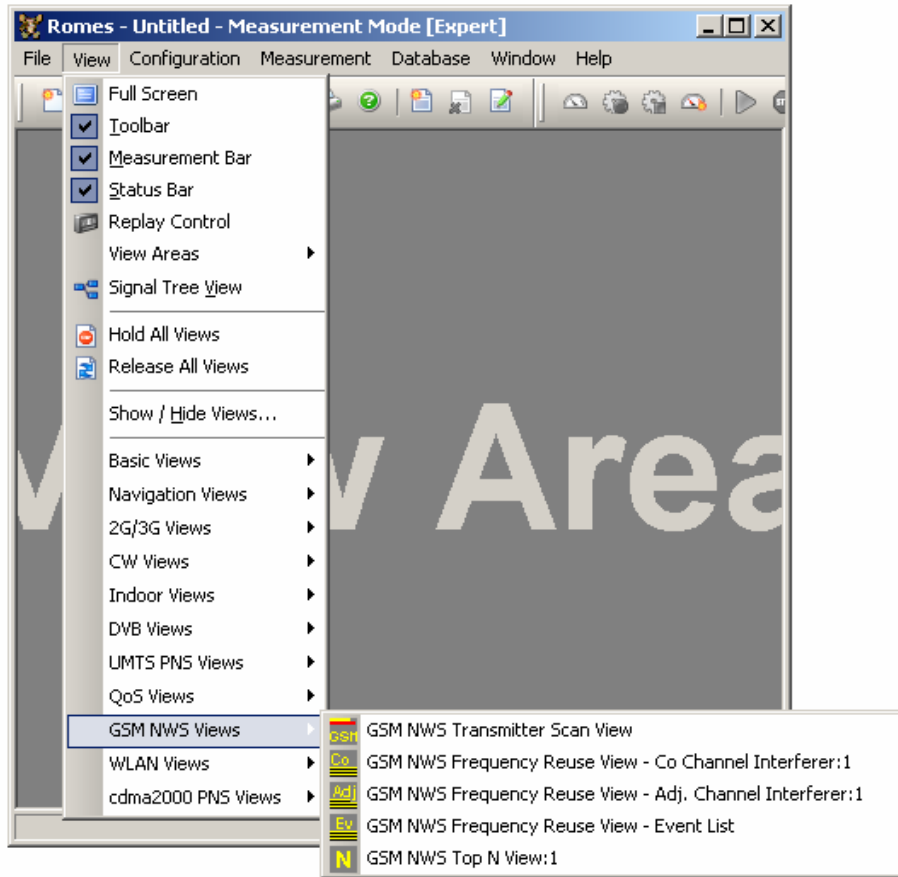 Romes - Untitled - Measurement Mode [Expert]
File View Configuration Measurement Database Window Help
Full Screen
Toolbar
Measurement Bar
Status Bar
Replay Control
View Areas
Signal Tree View
Hold All Views
Release All Views
Show / Hide Views...
Basic Views
Navigation Views
2G/3G Views
CW Views
Indoor Views
DVB Views
UMTS PNS Views
QoS Views
GSM NWS Views
WLAN Views
cdma2000 PNS Views
w Area
GSM GSM NWS Transmitter Scan View
Co GSM NWS Frequency Reuse View - Co Channel Interferer:1
Adj GSM NWS Frequency Reuse View - Adj. Channel Interferer:1
Ev GSM NWS Frequency Reuse View - Event List
N GSM NWS Top N View:1